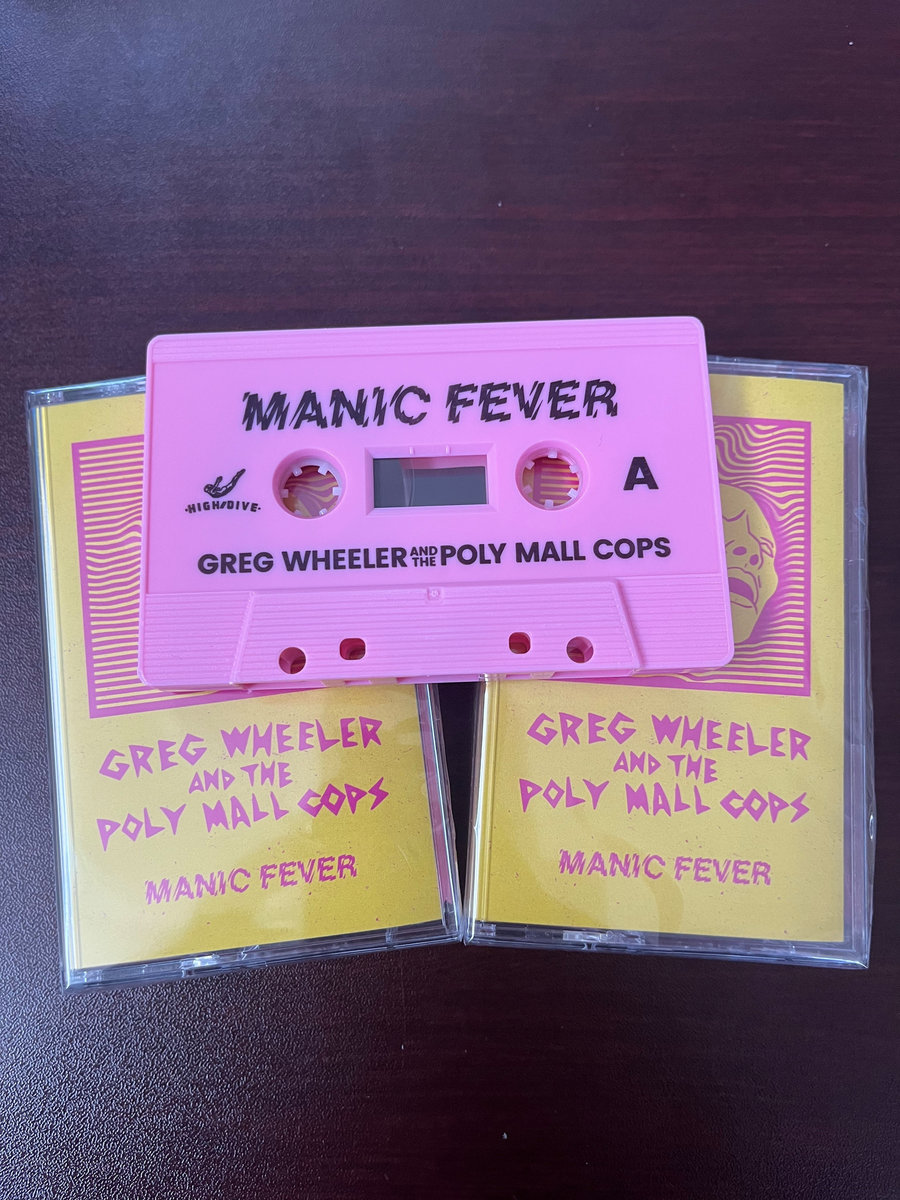 MANIC FEVER
A
·HIGH/DIVE·
GREG WHEELER AND THE POLY MALL COPS
GREG WHEELER
AND THE
POLY MALL COPS
MANIC FEVER
GREG WHEELER
AND THE
POLY MALL COPS
MANIC FEVER